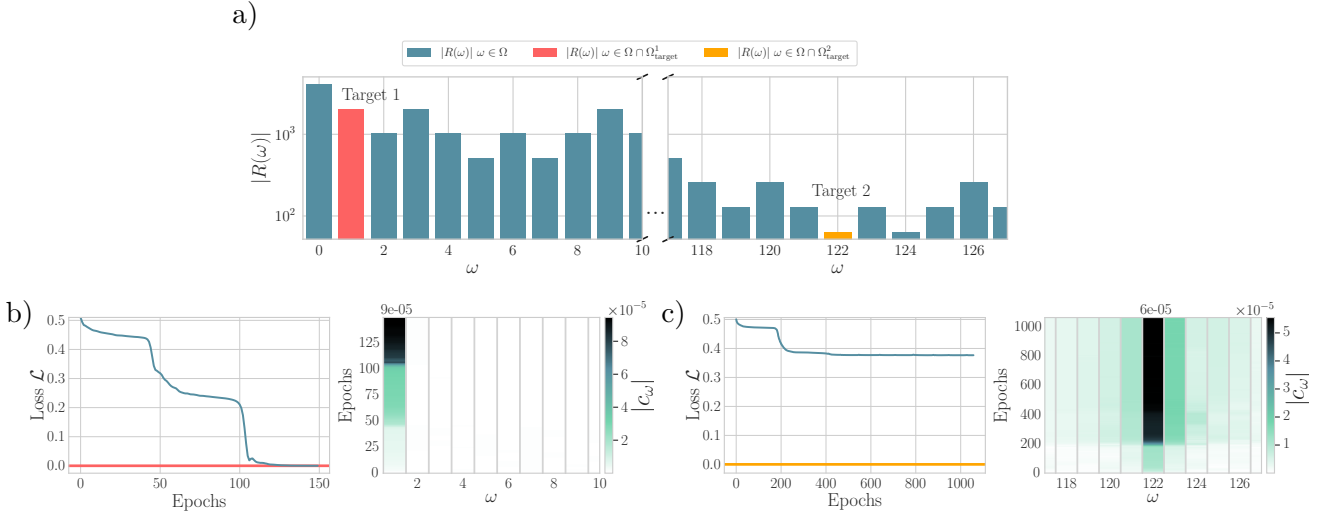 a)
|R(ω)| ω ∈ Ω
|R(ω)| ω ∈ Ω ∩ Ω¹target
|R(ω)| ω ∈ Ω ∩ Ω²target
Target 1
Target 2
|R(ω)|
10³
10²
...
0 2 4 6 8 10
118 120 122 124 126
ω
ω
b)
0.5
0.4
0.3
0.2
0.1
0.0
Loss ℒ
0 50 100 150
Epochs
9e-05
Epochs
125
100
75
50
25
0
2 4 6 8 10
ω
×10⁻⁵
8
6
4
2
|c_ω|
c)
0.5
0.4
0.3
0.2
0.1
0.0
Loss ℒ
0 200 400 600 800 1000
Epochs
6e-05
Epochs
1000
800
600
400
200
0
118 120 122 124 126
ω
×10⁻⁵
5
4
3
2
1
|c_ω|